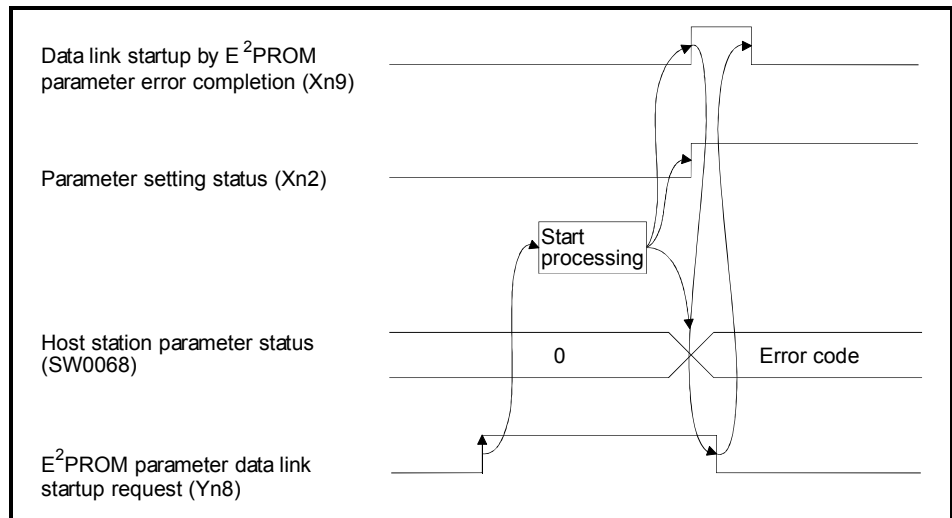 Data link startup by E²PROM
parameter error completion (Xn9)
Parameter setting status (Xn2)
Start
processing
Host station parameter status
(SW0068)
0
Error code
E²PROM parameter data link
startup request (Yn8)